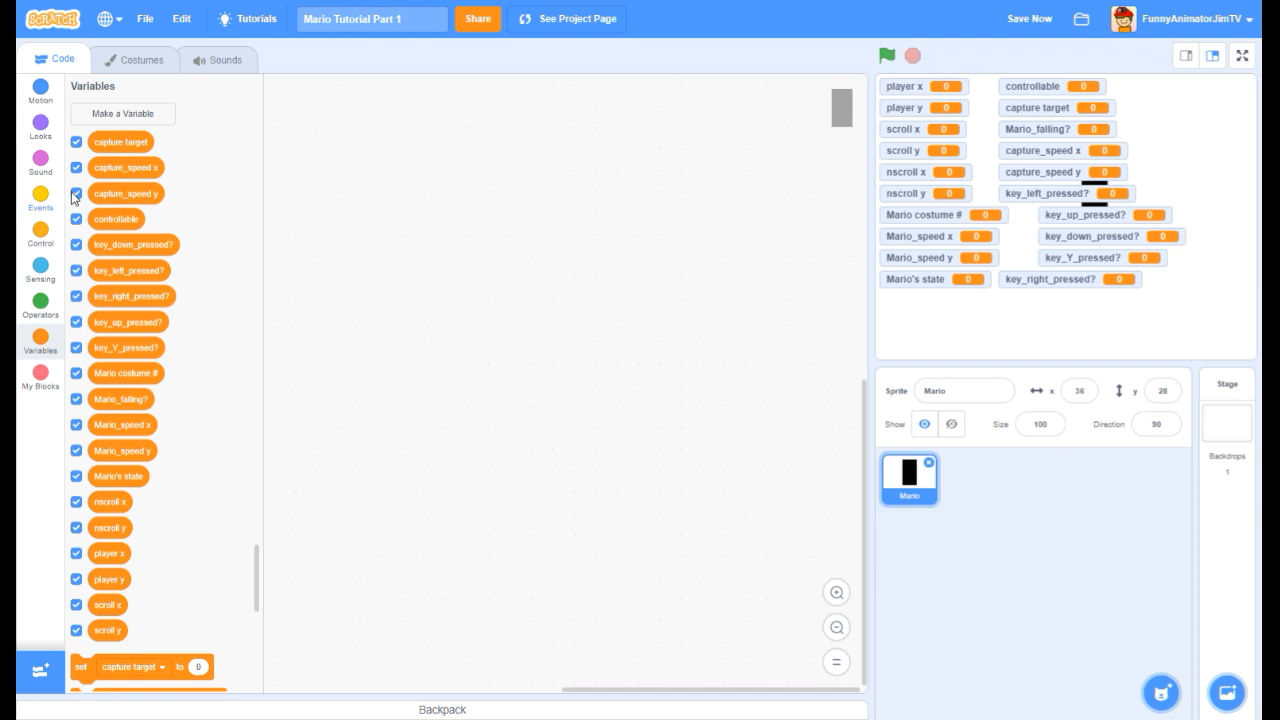 SCRATCH File Edit Tutorials Mario Tutorial Part 1 Share See Project Page Save Now FunnyAnimatorJimTV
Code Costumes Sounds
Motion
Looks
Sound
Events
Control
Sensing
Operators
Variables
My Blocks
Variables
Make a Variable
capture target
capture_speed x
capture_speed y
controllable
key_down_pressed?
key_left_pressed?
key_right_pressed?
key_up_pressed?
key_Y_pressed?
Mario costume #
Mario_falling?
Mario_speed x
Mario_speed y
Mario's state
nscroll x
nscroll y
player x
player y
scroll x
scroll y
set capture target to 0
player x 0 controllable 0
player y 0 capture target 0
scroll x 0 Mario_falling? 0
scroll y 0 capture_speed x 0
nscroll x 0 capture_speed y 0
nscroll y 0 key_left_pressed? 0
Mario costume # 0 key_up_pressed? 0
Mario_speed x 0 key_down_pressed? 0
Mario_speed y 0 key_Y_pressed? 0
Mario's state 0 key_right_pressed? 0
Sprite Mario x 36 y 28
Show Size 100 Direction 90
Mario
Stage
Backdrops
1
Backpack